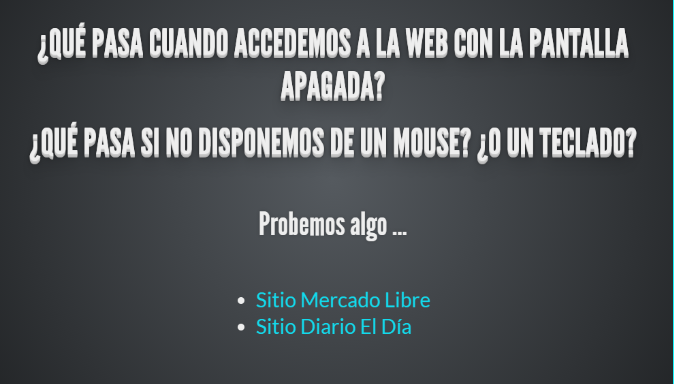 ¿QUÉ PASA CUANDO ACCEDEMOS A LA WEB CON LA PANTALLA
APAGADA?
¿QUÉ PASA SI NO DISPONEMOS DE UN MOUSE? ¿O UN TECLADO?
Probemos algo ...
• Sitio Mercado Libre
• Sitio Diario El Día